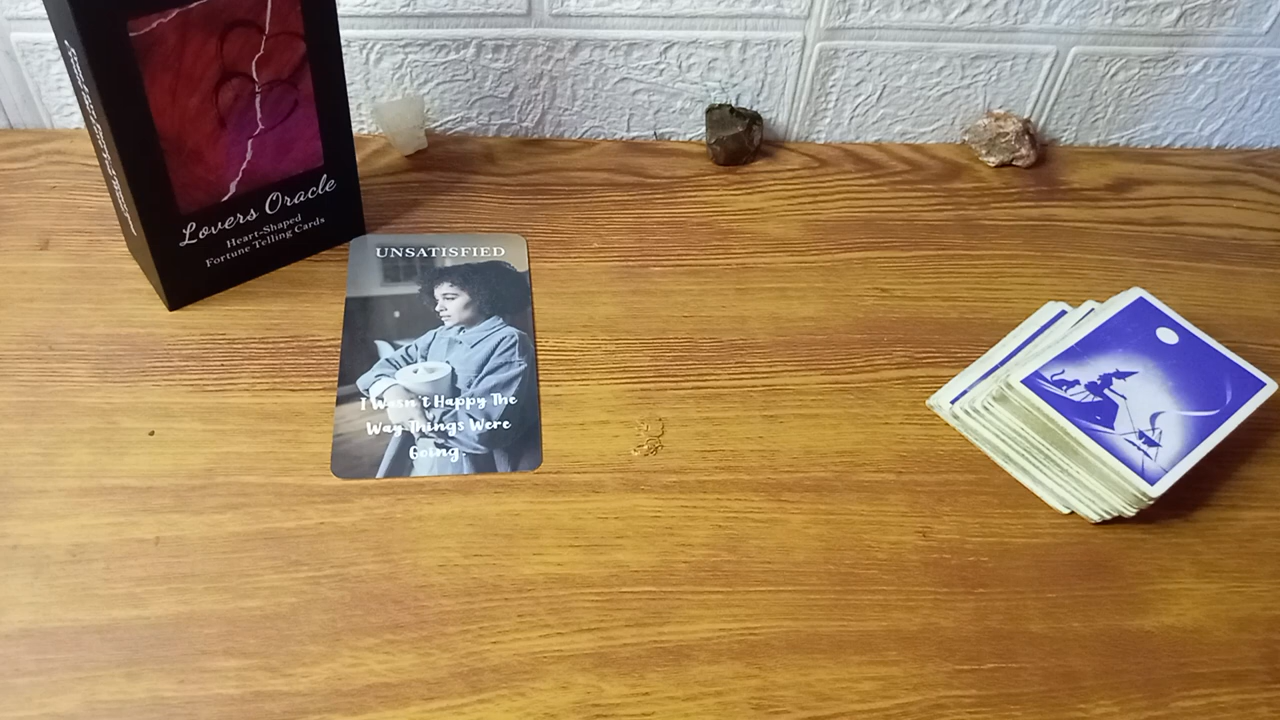 Lovers Oracle
Heart-Shaped
Fortune Telling Cards
UNSATISFIED
I Wasn't Happy The
Way Things Were
Going.